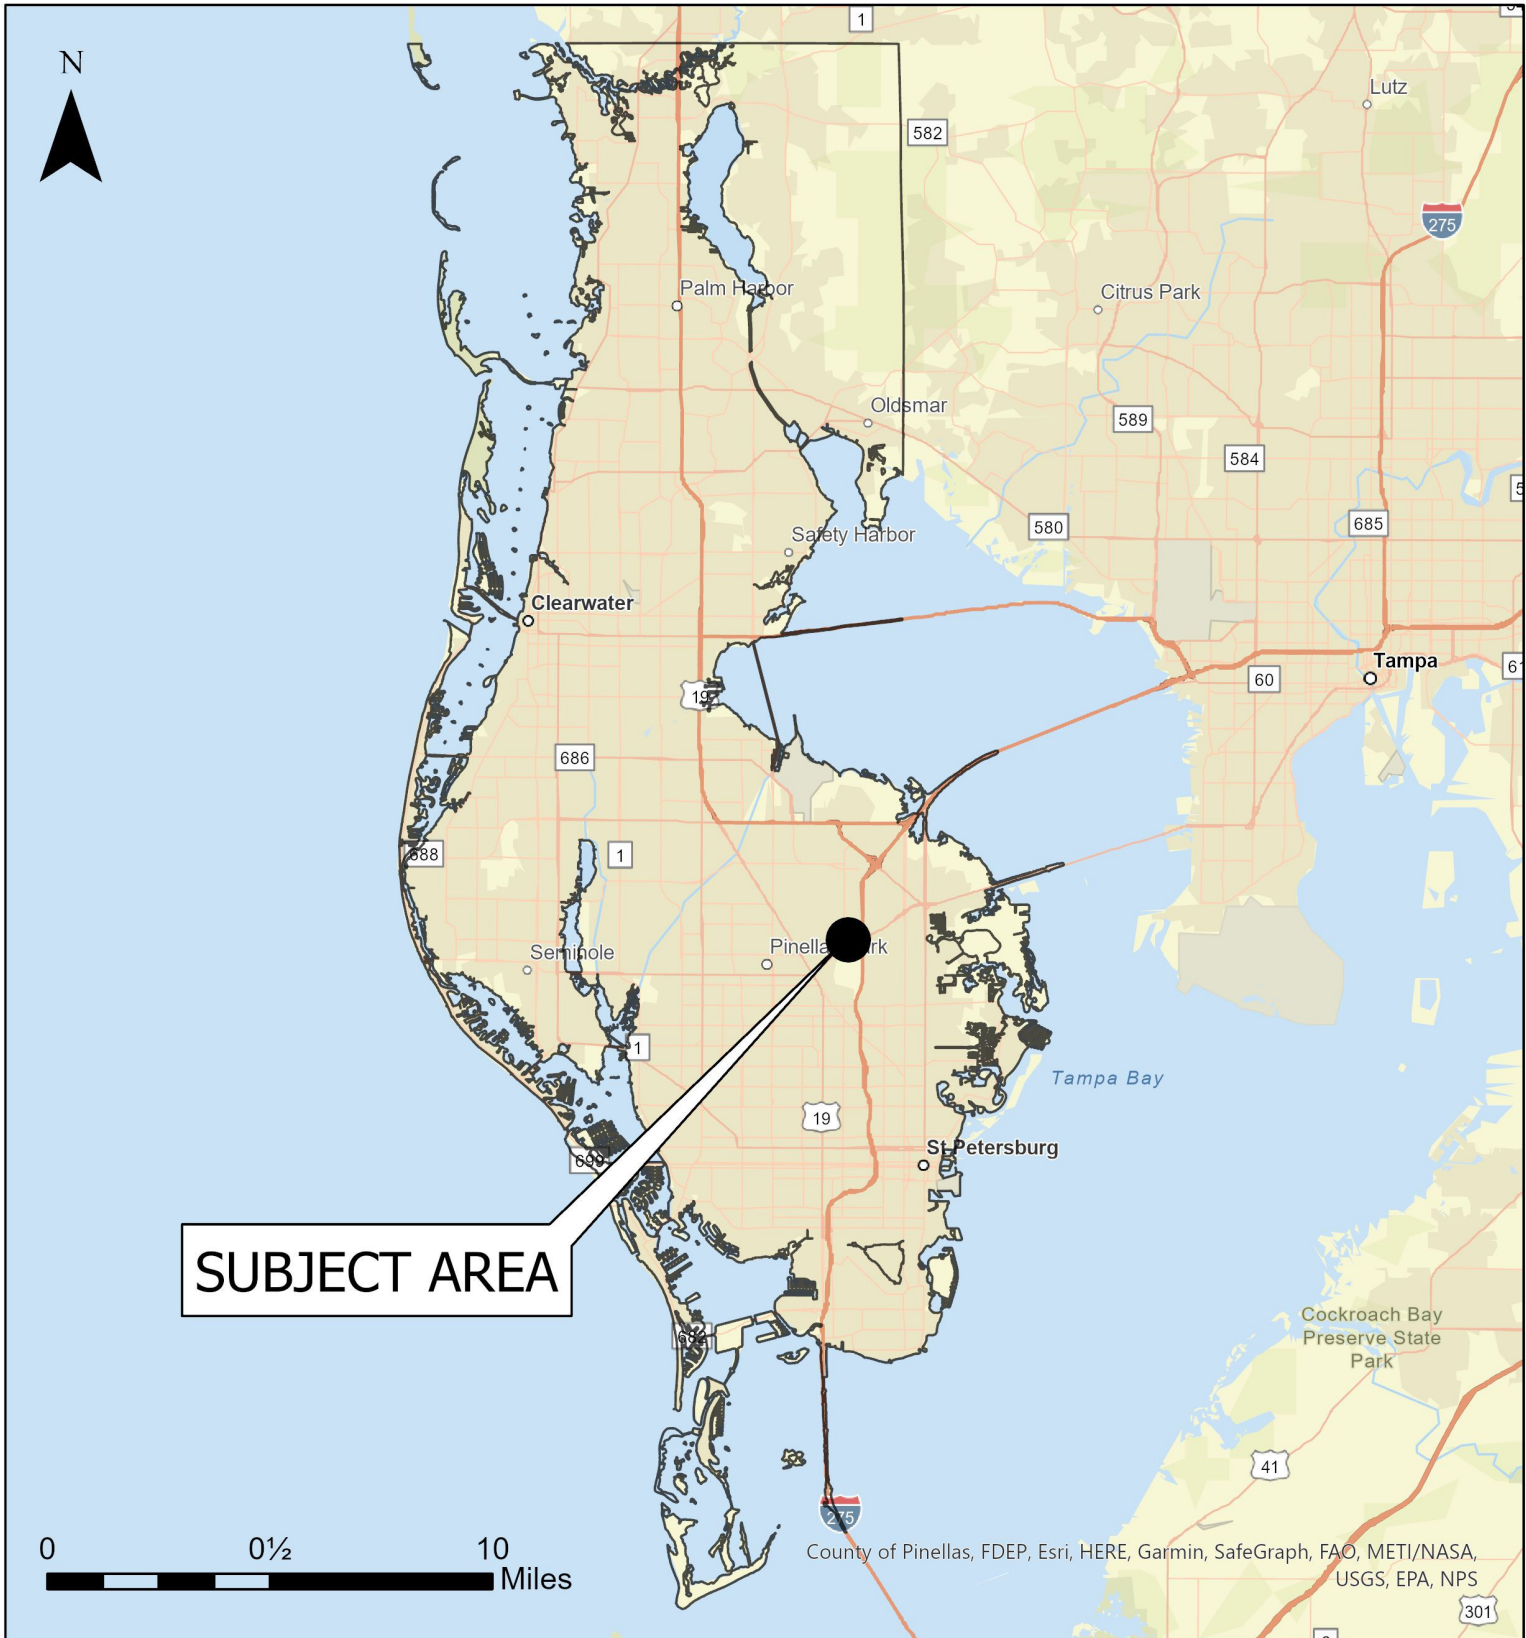 1
N
Lutz
582
275
Palm Harbor
Citrus Park
Oldsmar
589
584
580
685
Safety Harbor
Clearwater
Tampa
60
19
686
688
1
Seminole
1
Tampa Bay
19
St Petersburg
699
SUBJECT AREA
682
Cockroach Bay
Preserve State
Park
41
275
0
0½
10
Miles
County of Pinellas, FDEP, Esri, HERE, Garmin, SafeGraph, FAO, METI/NASA,
USGS, EPA, NPS
301